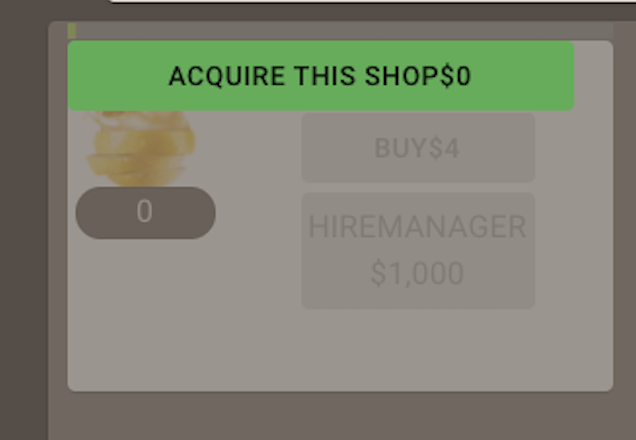 ACQUIRE THIS SHOP$0
BUY$4
0
HIREMANAGER
$1,000